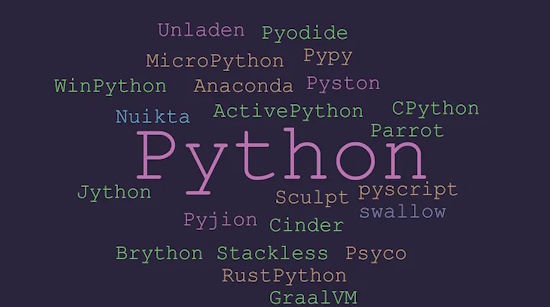 Unladen Pyodide
MicroPython Pypy
WinPython Anaconda Pyston
Nuikta ActivePython CPython
Parrot
Python
Jython Sculpt pyscript
swallow
Pyjion Cinder
Brython Stackless Psyco
RustPython
GraalVM